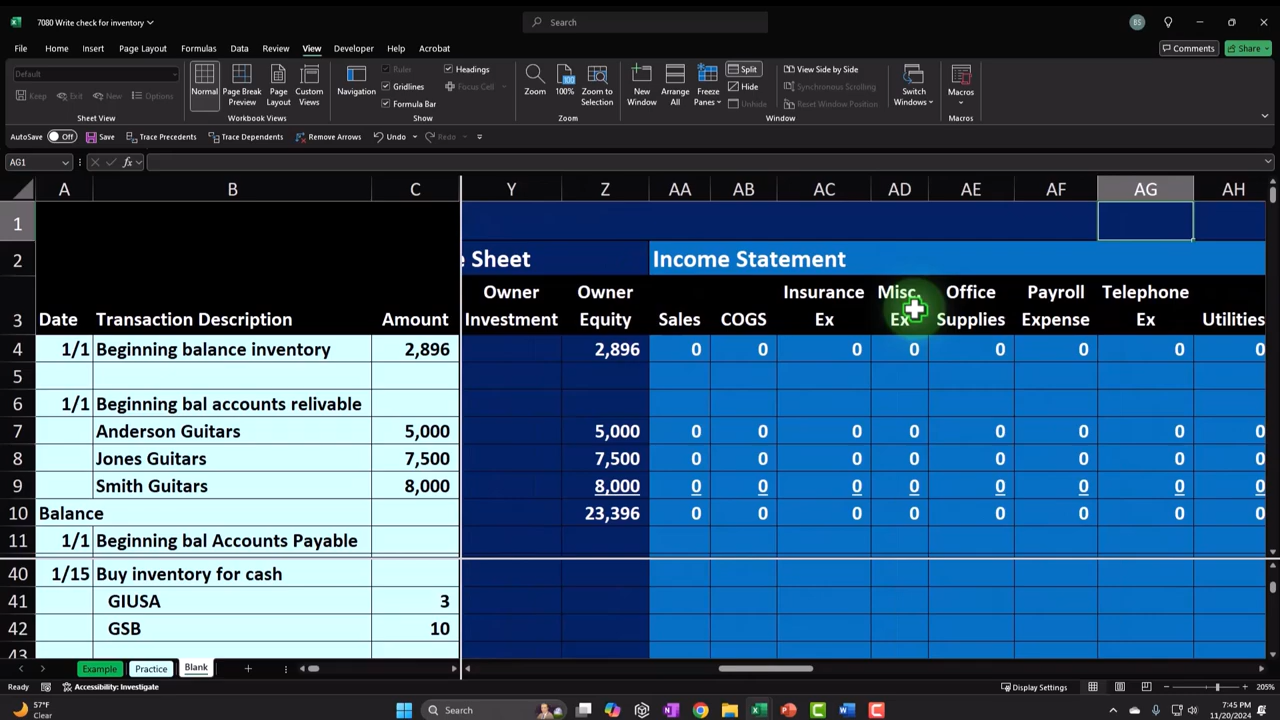 7080 Write check for inventory
Search
BS
File Home Insert Page Layout Formulas Data Review View Developer Help Acrobat
Comments Share
Default
Keep Exit New Options
Sheet View
Normal Page Break Preview Page Layout Custom Views
Workbook Views
Navigation
Ruler Headings
Gridlines Focus Cell
Formula Bar
Show
Zoom 100% Zoom to Selection
Zoom
New Window Arrange All Freeze Panes
Split
Hide
Unhide
View Side by Side
Synchronous Scrolling
Reset Window Position
Switch Windows
Window
Macros
Macros
AutoSave Off Save Trace Precedents Trace Dependents Remove Arrows Undo Redo
AG1 fx
A B C Y Z AA AB AC AD AE AF AG AH
1
2 e Sheet Income Statement
Owner Owner Insurance Misc. Office Payroll Telephone
3 Date Transaction Description Amount Investment Equity Sales COGS Ex Ex Supplies Expense Ex Utilities
4 1/1 Beginning balance inventory 2,896 2,896 0 0 0 0 0 0 0 0
5
6 1/1 Beginning bal accounts relivable
7 Anderson Guitars 5,000 5,000 0 0 0 0 0 0 0 0
8 Jones Guitars 7,500 7,500 0 0 0 0 0 0 0 0
9 Smith Guitars 8,000 8,000 0 0 0 0 0 0 0 0
10 Balance 23,396 0 0 0 0 0 0 0 0
11 1/1 Beginning bal Accounts Payable
40 1/15 Buy inventory for cash
41 GIUSA 3
42 GSB 10
43
Example Practice Blank
Ready Accessibility: Investigate Display Settings 205%
57°F
Clear
Search
7:45 PM
11/20/2024